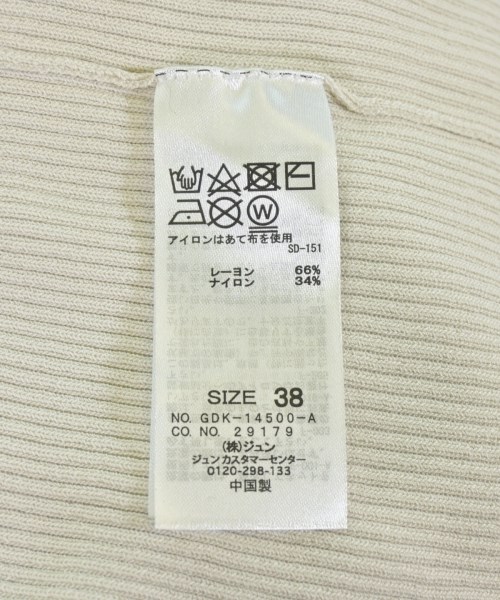 W
アイロンはあて布を使用
SD-151
レーヨン 66%
ナイロン 34%
SIZE 38
NO. GDK-14500-A
CO. NO. 29179
(株)ジュン
ジュンカスタマーセンター
0120-298-133
中国製